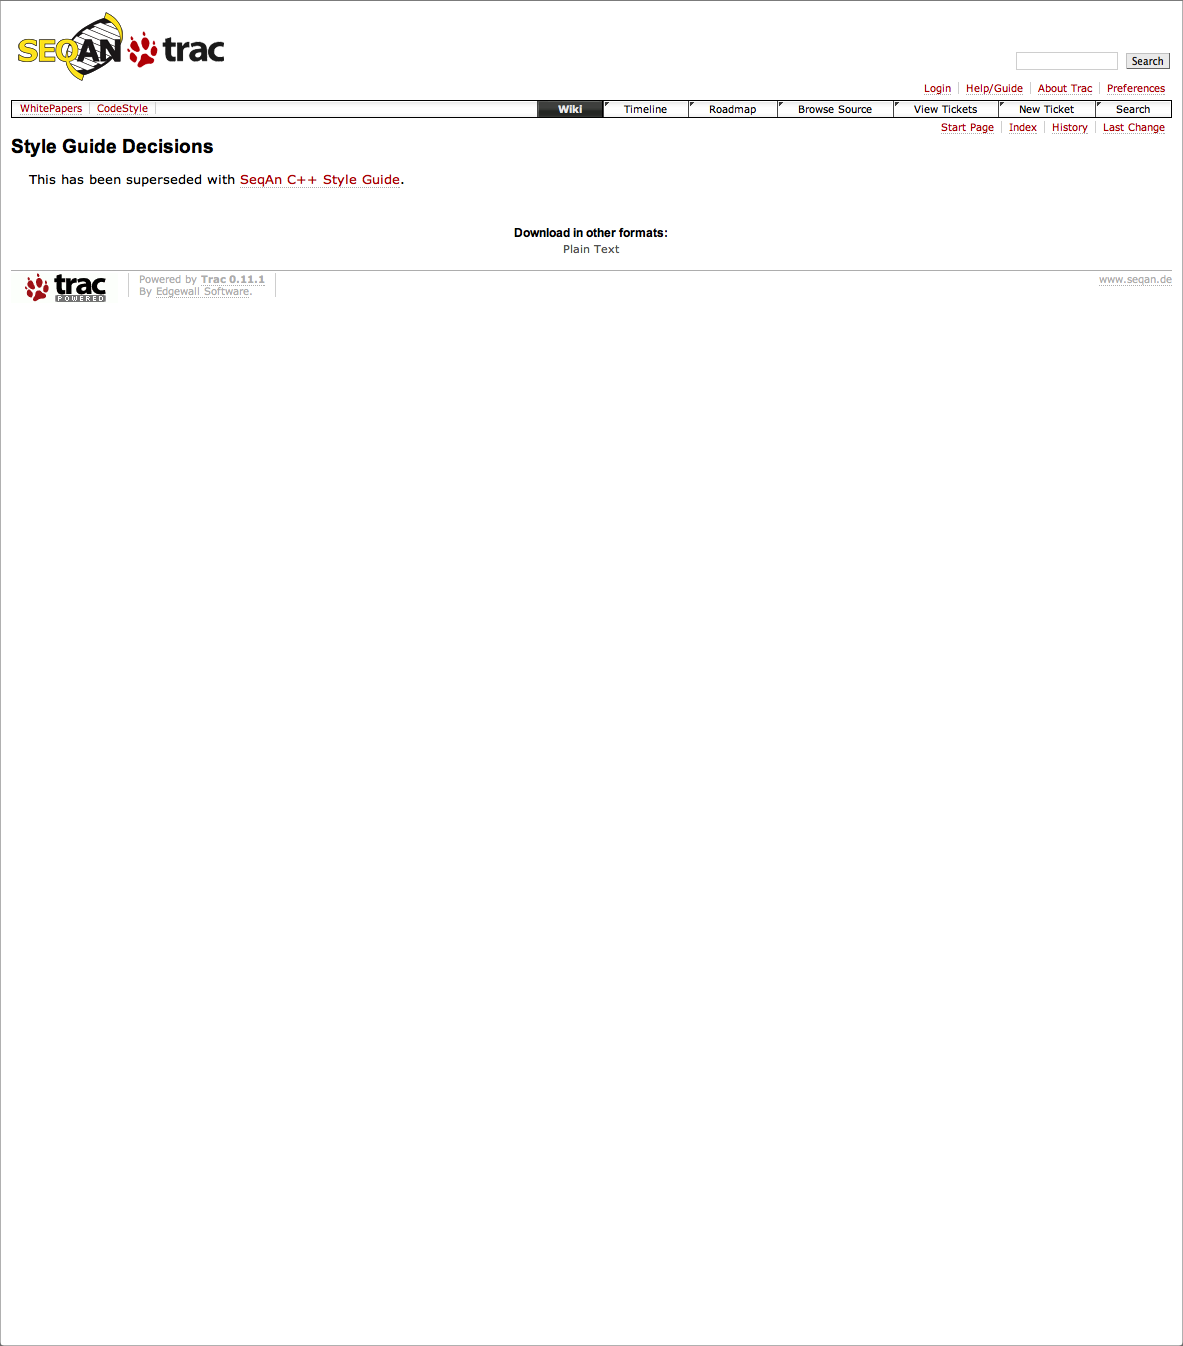 SEQAN trac
Search
Login Help/Guide About Trac Preferences
WhitePapers CodeStyle Wiki Timeline Roadmap Browse Source View Tickets New Ticket Search
Start Page Index History Last Change
Style Guide Decisions
This has been superseded with SeqAn C++ Style Guide.
Download in other formats:
Plain Text
trac POWERED
Powered by Trac 0.11.1
By Edgewall Software.
www.seqan.de